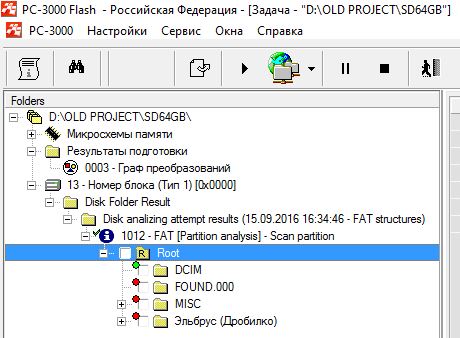 PC-3000 Flash - Российская Федерация - [Задача - "D:\OLD PROJECT\SD64GB"]
PC-3000 Настройки Сервис Окна Справка
Folders
D:\OLD PROJECT\SD64GB\
Микросхемы памяти
Результаты подготовки
0003 - Граф преобразований
13 - Номер блока (Тип 1) [0x0000]
Disk Folder Result
Disk analizing attempt results (15.09.2016 16:34:46 - FAT structures)
1012 - FAT [Partition analysis] - Scan partition
Root
DCIM
FOUND.000
MISC
Эльбрус (Дробилко)